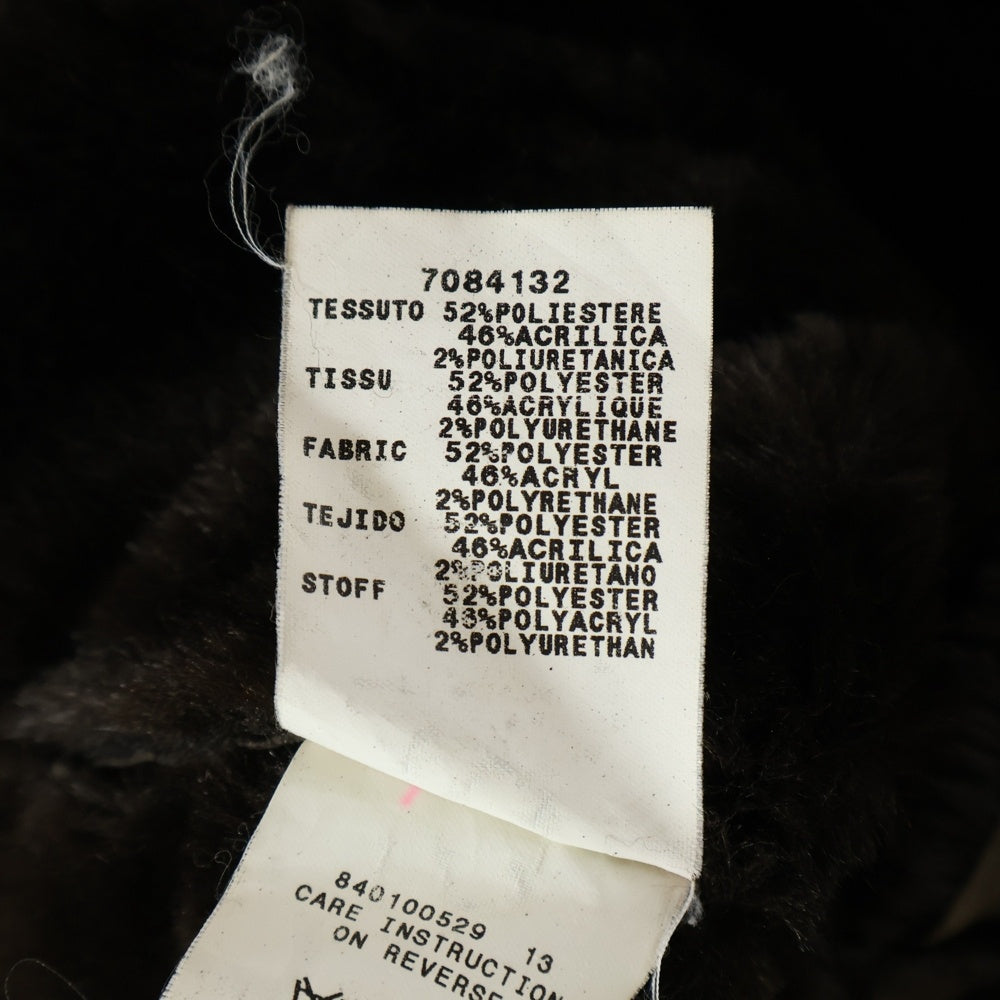 7084132
TESSUTO 52%POLIESTERE
46%ACRILICA
2%POLIURETANICA
TISSU 52%POLYESTER
46%ACRYLIQUE
2%POLYURETHANE
FABRIC 52%POLYESTER
46%ACRYL
2%POLYRETHANE
TEJIDO 52%POLYESTER
46%ACRILICA
2%POLIURETANO
STOFF 52%POLYESTER
46%POLYACRYL
2%POLYURETHAN
840100529 13
CARE INSTRUCTION
ON REVERSE